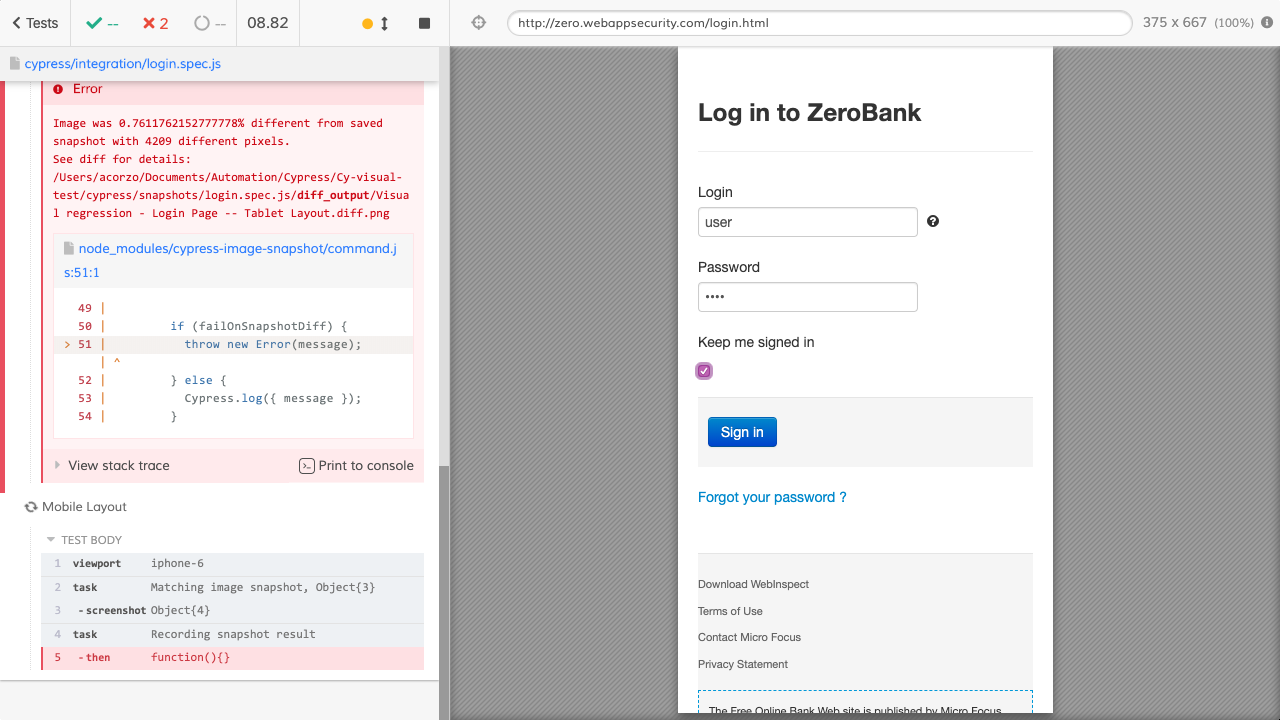 Tests
--
2
--
08.82
http://zero.webappsecurity.com/login.html
375 x 667 (100%)
cypress/integration/login.spec.js
Error
Image was 0.7611762152777778% different from saved
snapshot with 4209 different pixels.
See diff for details:
/Users/acorzo/Documents/Automation/Cypress/Cy-visual-
test/cypress/snapshots/login.spec.js/diff_output/Visua
l regression - Login Page -- Tablet Layout.diff.png
node_modules/cypress-image-snapshot/command.j
s:51:1
49 |
50 | if (failOnSnapshotDiff) {
> 51 | throw new Error(message);
| ^
52 | } else {
53 | Cypress.log({ message });
54 | }
View stack trace
Print to console
Mobile Layout
TEST BODY
1 viewport iphone-6
2 task Matching image snapshot, Object{3}
3 -screenshot Object{4}
4 task Recording snapshot result
5 -then function(){}
Log in to ZeroBank
Login
user
Password
••••
Keep me signed in
Sign in
Forgot your password ?
Download WebInspect
Terms of Use
Contact Micro Focus
Privacy Statement
The Free Online Bank Web site is published by Micro Focus